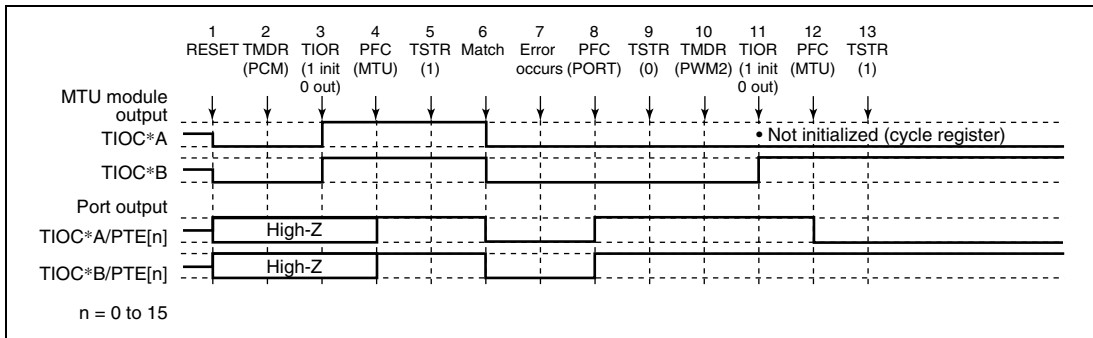 1 2 3 4 5 6 7 8 9 10 11 12 13
RESET TMDR TIOR PFC TSTR Match Error PFC TSTR TMDR TIOR PFC TSTR
(PCM) (1 init (MTU) (1) occurs (PORT) (0) (PWM2) (1 init (MTU) (1)
0 out) 0 out)
MTU module
output
TIOC*A
• Not initialized (cycle register)
TIOC*B
Port output
TIOC*A/PTE[n]
High-Z
TIOC*B/PTE[n]
High-Z
n = 0 to 15